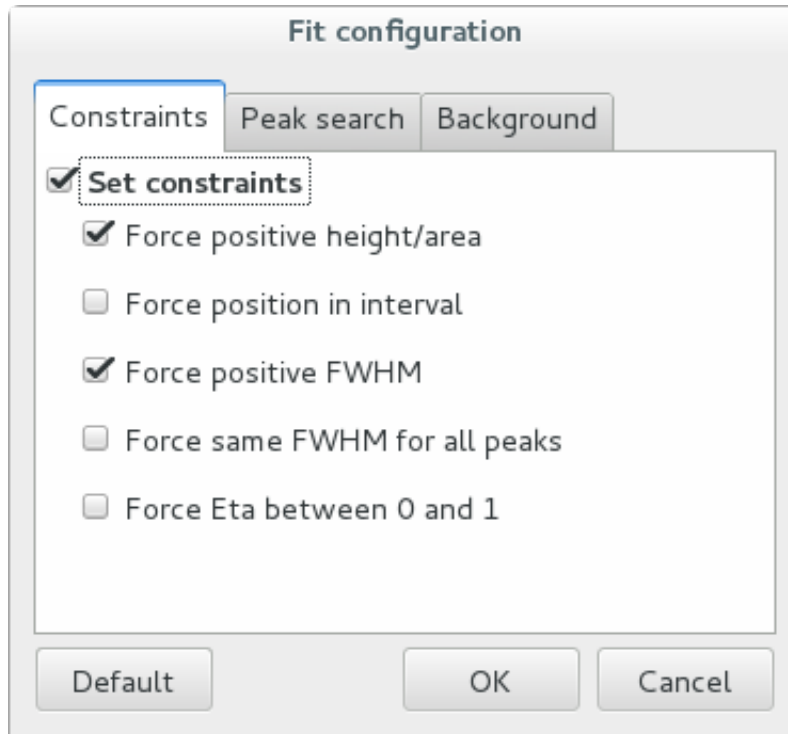 Fit configuration
Constraints Peak search Background
Set constraints
Force positive height/area
Force position in interval
Force positive FWHM
Force same FWHM for all peaks
Force Eta between 0 and 1
Default OK Cancel